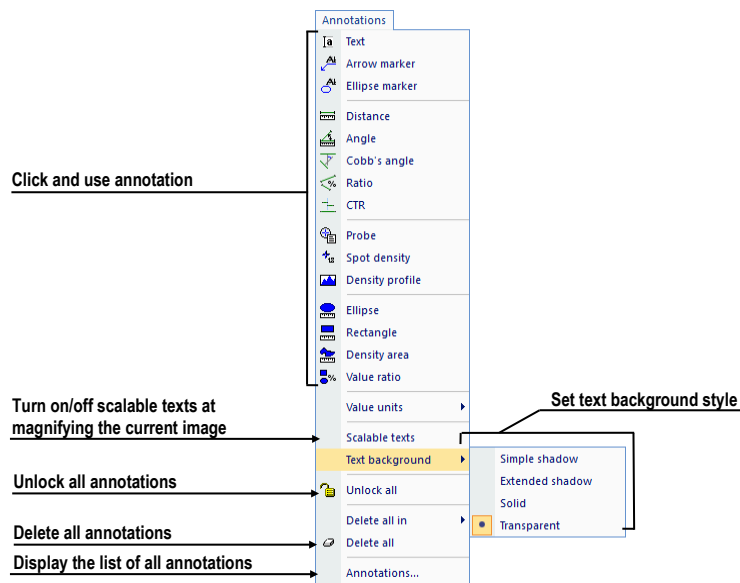 Annotations
Text
Arrow marker
Ellipse marker
Distance
Angle
Cobb's angle
Ratio
CTR
Probe
Spot density
Density profile
Ellipse
Rectangle
Density area
Value ratio
Value units
Scalable texts
Text background
Unlock all
Delete all in
Delete all
Annotations...
Simple shadow
Extended shadow
Solid
Transparent
Click and use annotation
Turn on/off scalable texts at
magnifying the current image
Unlock all annotations
Delete all annotations
Display the list of all annotations
Set text background style